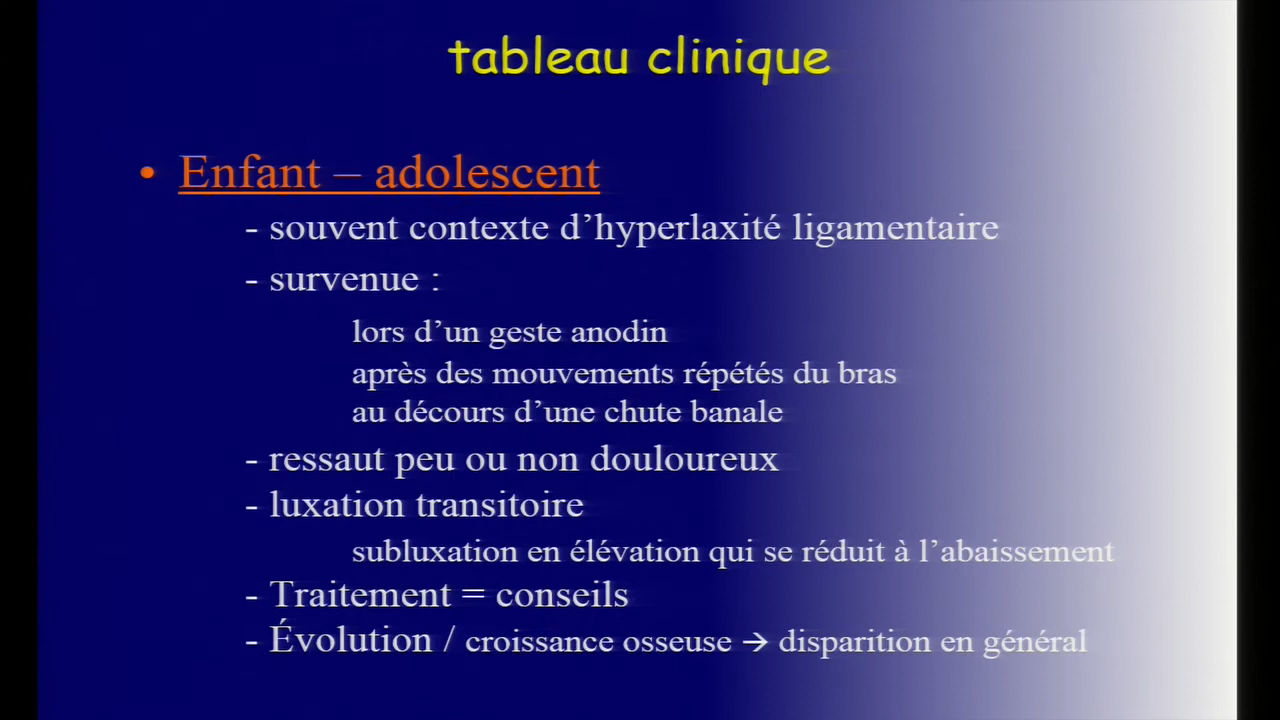 tableau clinique
• Enfant – adolescent
- souvent contexte d’hyperlaxité ligamentaire
- survenue :
lors d’un geste anodin
après des mouvements répétés du bras
au décours d’une chute banale
- ressaut peu ou non douloureux
- luxation transitoire
subluxation en élévation qui se réduit à l’abaissement
- Traitement = conseils
- Évolution / croissance osseuse → disparition en général